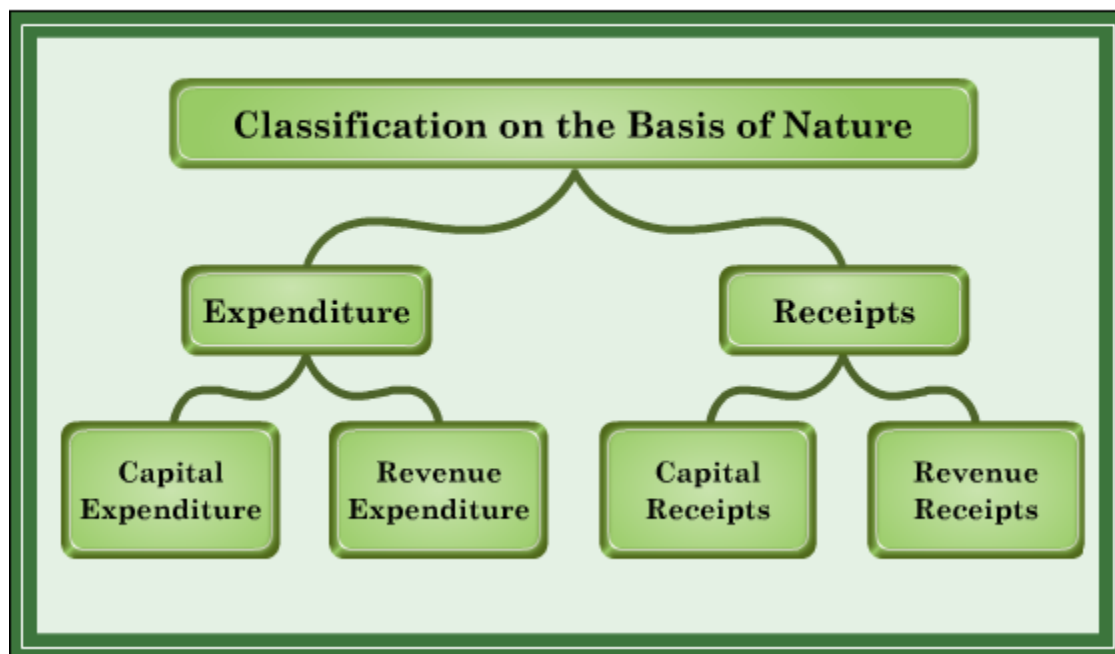 Classification on the Basis of Nature
Expenditure
Receipts
Capital
Expenditure
Revenue
Expenditure
Capital
Receipts
Revenue
Receipts